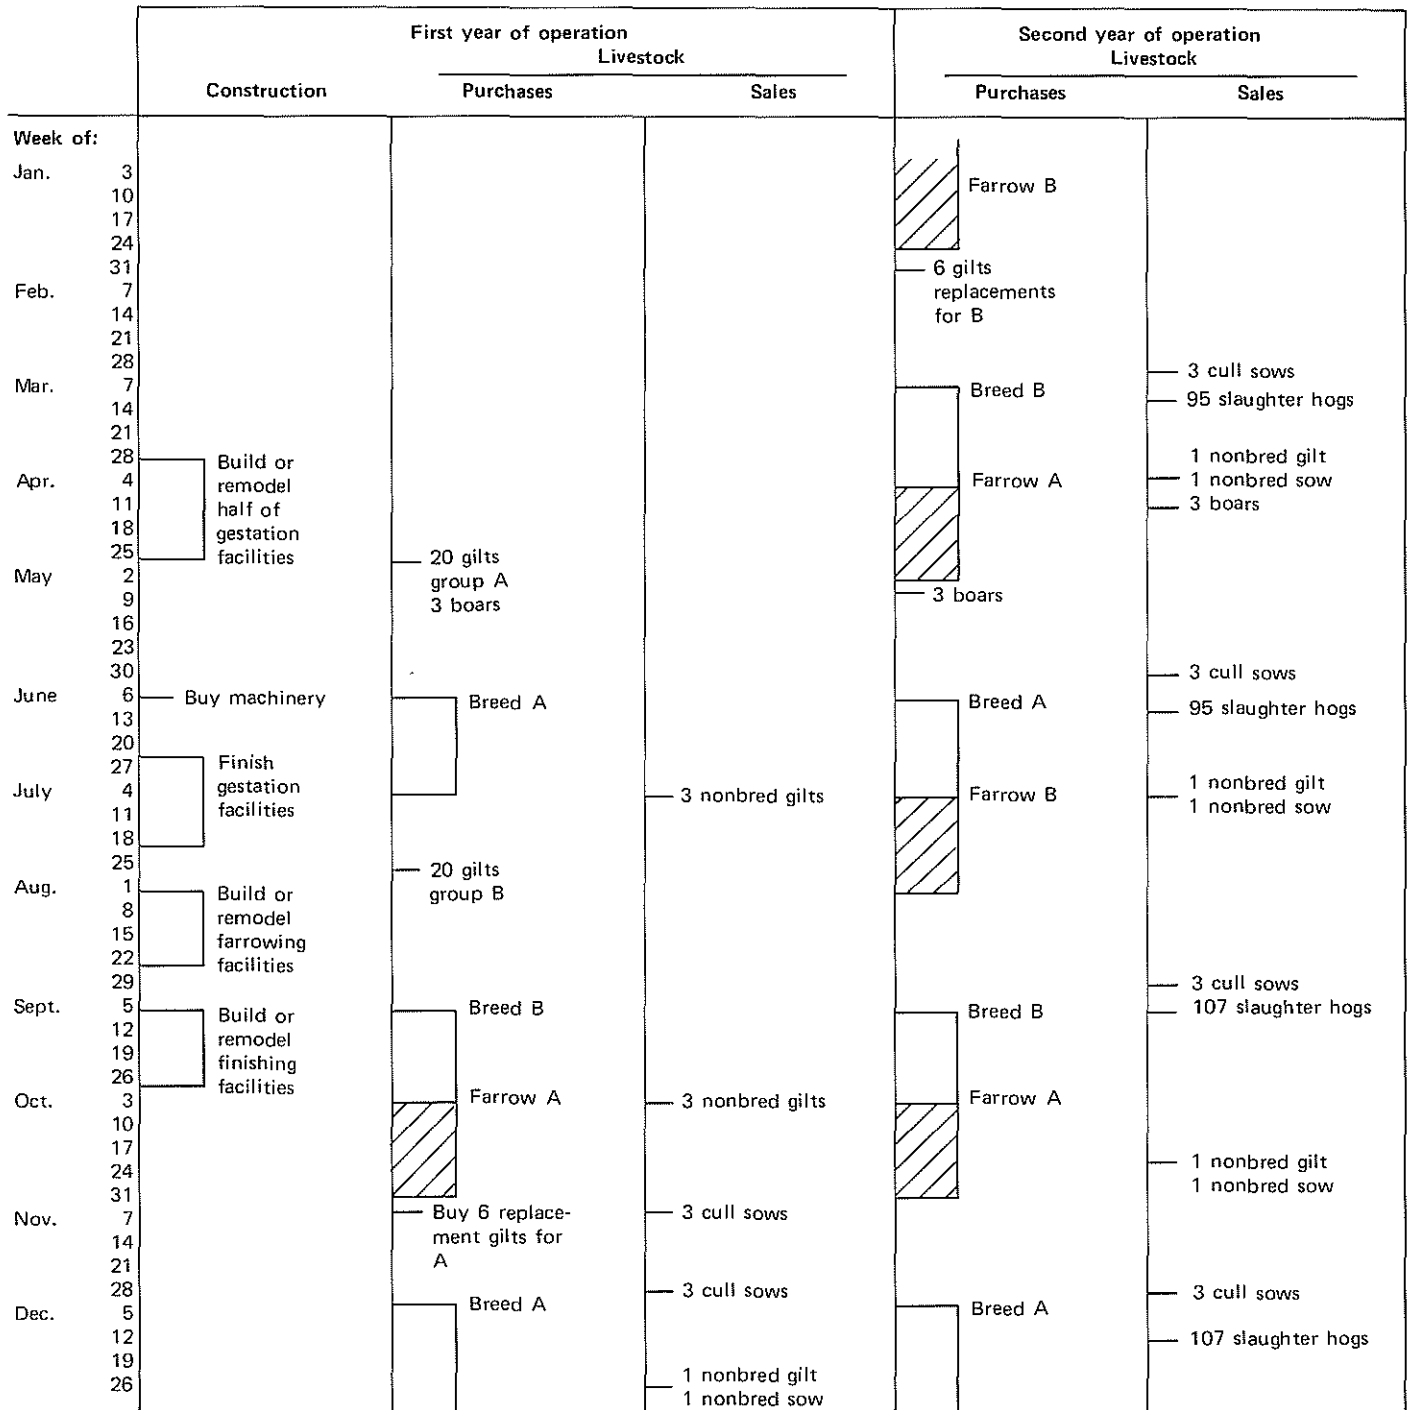 First year of operation
Livestock
Construction
Purchases
Sales
Second year of operation
Livestock
Purchases
Sales
Week of:
Jan. 3
10
17
24
31
Feb. 7
14
21
28
Mar. 7
14
21
28
Apr. 4
11
18
25
May 2
9
16
23
30
June 6
13
20
27
July 4
11
18
25
Aug. 1
8
15
22
29
Sept. 5
12
19
26
Oct. 3
10
17
24
31
Nov. 7
14
21
28
Dec. 5
12
19
26
Build or
remodel
half of
gestation
facilities
Buy machinery
Finish
gestation
facilities
Build or
remodel
farrowing
facilities
Build or
remodel
finishing
facilities
20 gilts
group A
3 boars
Breed A
20 gilts
group B
Breed B
Farrow A
Buy 6 replace-
ment gilts for
A
Breed A
3 nonbred gilts
3 nonbred gilts
3 cull sows
3 cull sows
1 nonbred gilt
1 nonbred sow
Farrow B
6 gilts
replacements
for B
Breed B
Farrow A
3 boars
Breed A
Farrow B
Breed B
Farrow A
Breed A
3 cull sows
95 slaughter hogs
1 nonbred gilt
1 nonbred sow
3 boars
3 cull sows
95 slaughter hogs
1 nonbred gilt
1 nonbred sow
3 cull sows
107 slaughter hogs
1 nonbred gilt
1 nonbred sow
3 cull sows
107 slaughter hogs